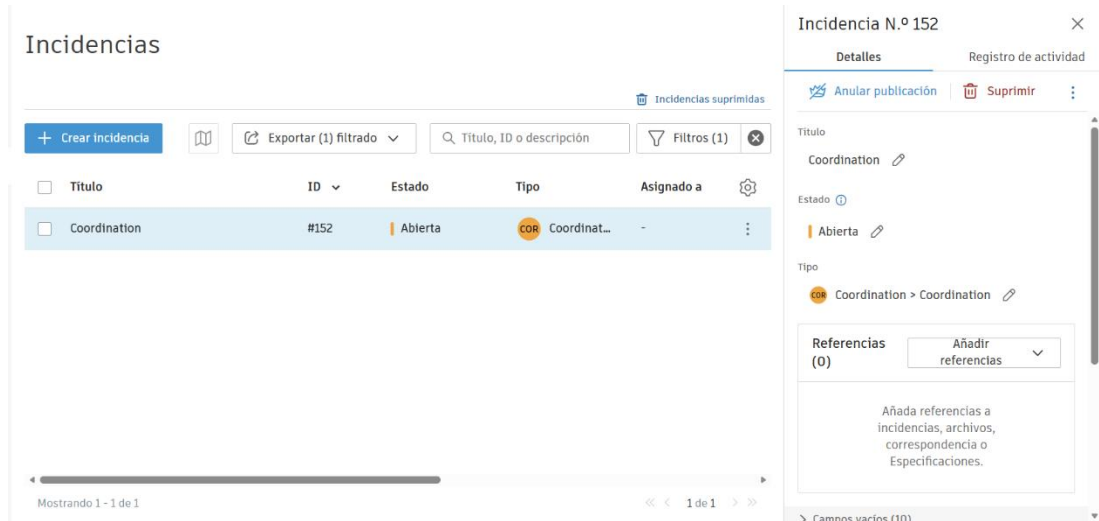 Incidencias
Incidencias suprimidas
Crear incidencia
Exportar (1) filtrado
Título, ID o descripción
Filtros (1)
Título ID Estado Tipo Asignado a
Coordination #152 Abierta COR Coordinat... -
Mostrando 1 - 1 de 1
1 de 1
Incidencia N.º 152
Detalles Registro de actividad
Anular publicación Suprimir
Título
Coordination
Estado
Abierta
Tipo
COR Coordination > Coordination
Referencias
(0)
Añadir
referencias
Añada referencias a
incidencias, archivos,
correspondencia o
Especificaciones.
Campos vacíos (10)